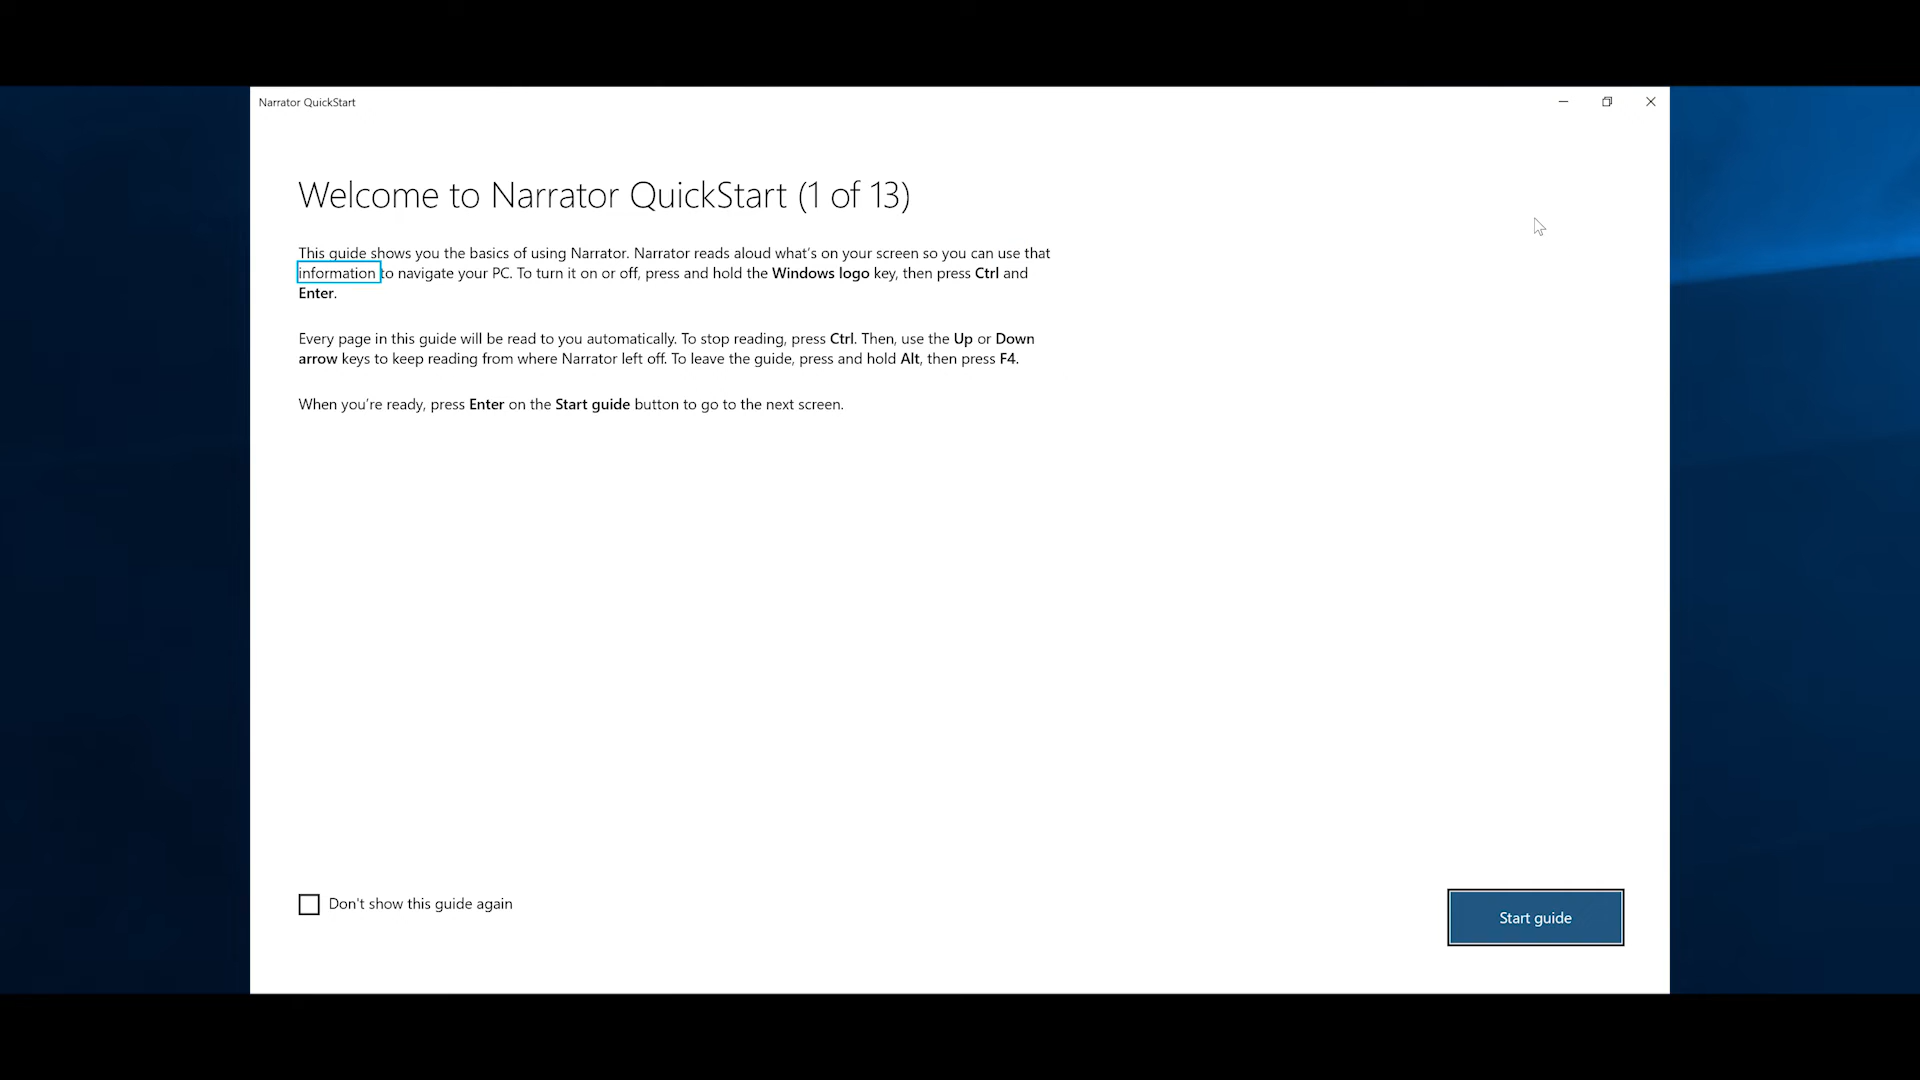 Narrator QuickStart
Welcome to Narrator QuickStart (1 of 13)
This guide shows you the basics of using Narrator. Narrator reads aloud what's on your screen so you can use that
information to navigate your PC. To turn it on or off, press and hold the Windows logo key, then press Ctrl and
Enter.
Every page in this guide will be read to you automatically. To stop reading, press Ctrl. Then, use the Up or Down
arrow keys to keep reading from where Narrator left off. To leave the guide, press and hold Alt, then press F4.
When you're ready, press Enter on the Start guide button to go to the next screen.
Don't show this guide again
Start guide